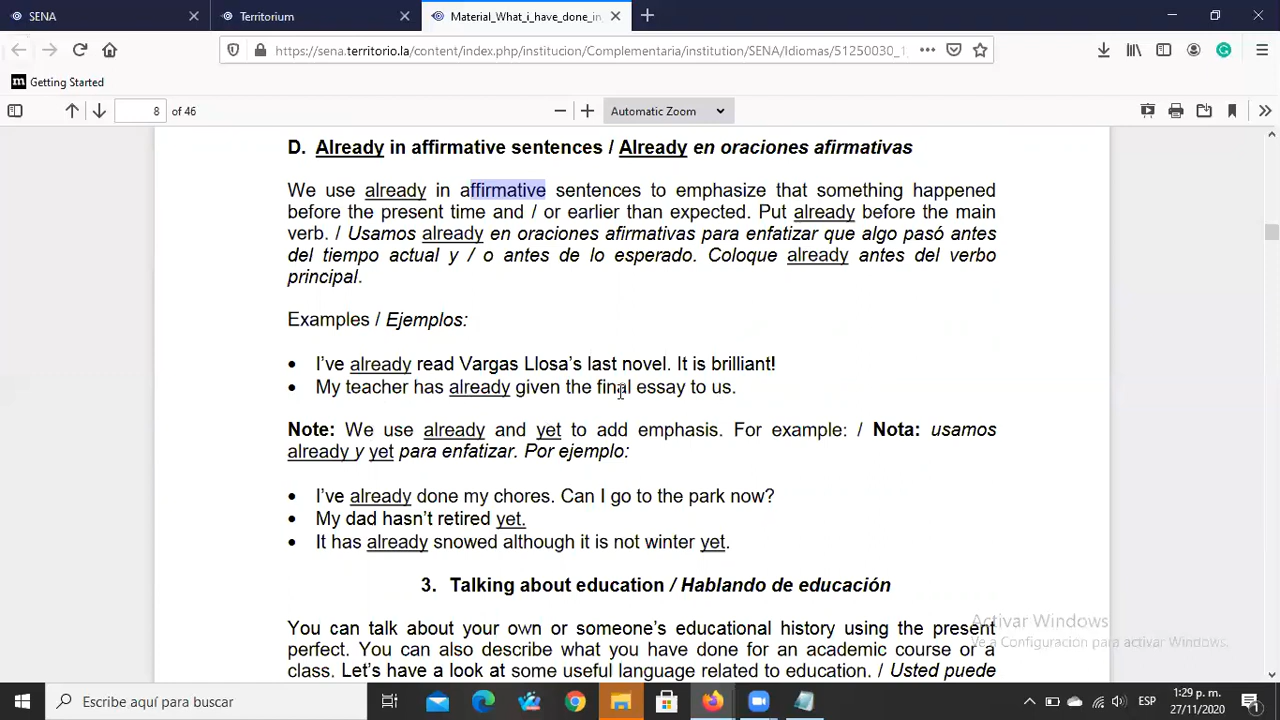 SENA
Territorium
Material_What_i_have_done_in_
https://sena.territorio.la/content/index.php/institucion/Complementaria/institution/SENA/Idiomas/51250030_1
Getting Started
8 of 46
Automatic Zoom
D. Already in affirmative sentences / Already en oraciones afirmativas
We use already in affirmative sentences to emphasize that something happened
before the present time and / or earlier than expected. Put already before the main
verb. / Usamos already en oraciones afirmativas para enfatizar que algo pasó antes
del tiempo actual y / o antes de lo esperado. Coloque already antes del verbo
principal.
Examples / Ejemplos:
• I've already read Vargas Llosa's last novel. It is brilliant!
• My teacher has already given the final essay to us.
Note: We use already and yet to add emphasis. For example: / Nota: usamos
already y yet para enfatizar. Por ejemplo:
• I've already done my chores. Can I go to the park now?
• My dad hasn't retired yet.
• It has already snowed although it is not winter yet.
3. Talking about education / Hablando de educación
You can talk about your own or someone's educational history using the present
perfect. You can also describe what you have done for an academic course or a
class. Let's have a look at some useful language related to education. / Usted puede
Activar Windows
Ve a Configuración para activar Windows.
Escribe aquí para buscar
ESP
1:29 p. m.
27/11/2020